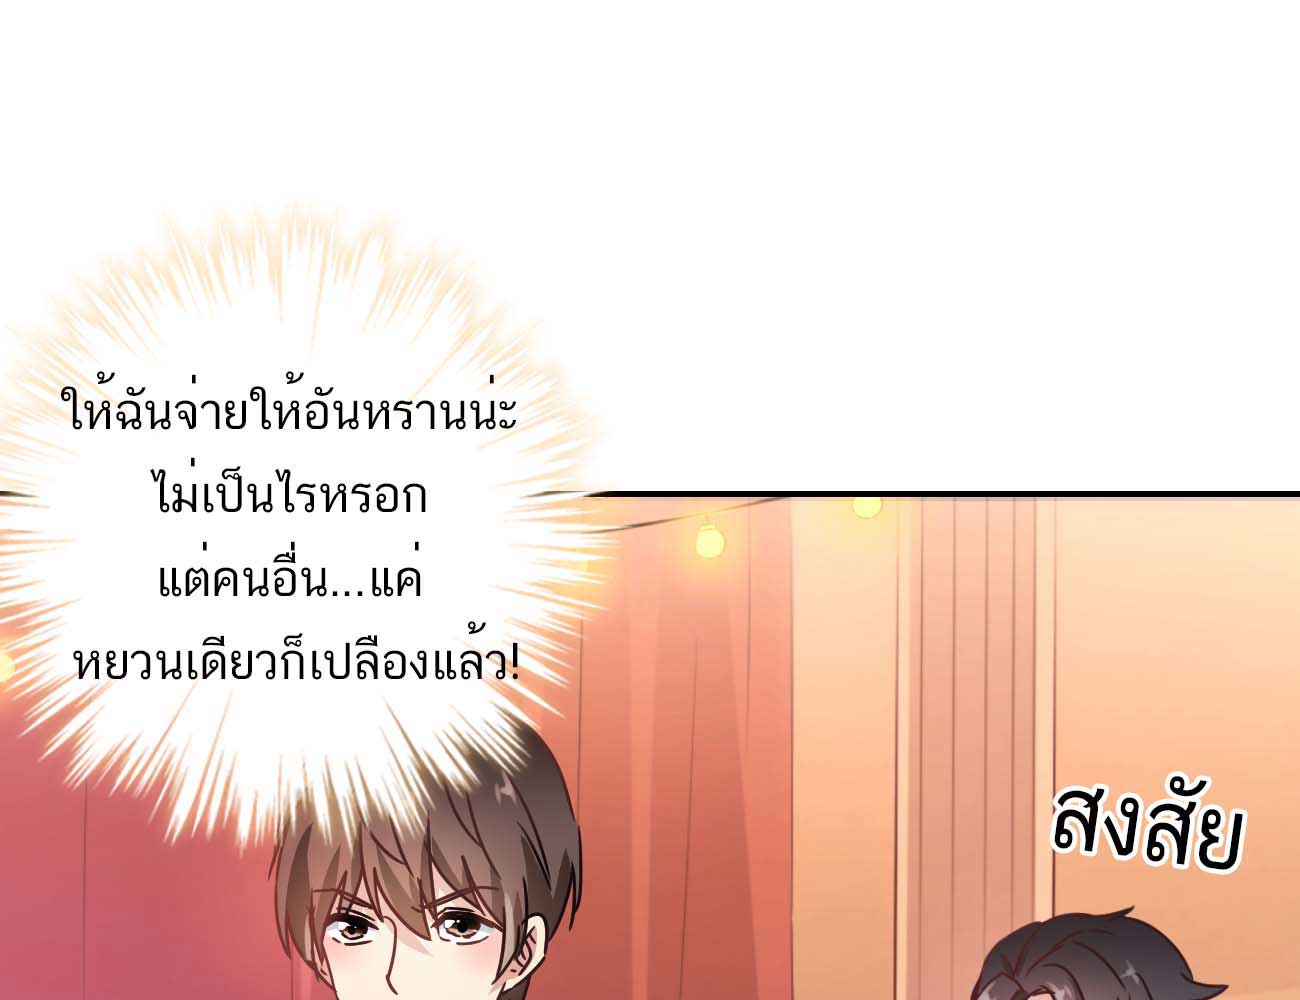 ให้ฉันจ่ายให้อันหรานน่ะ
ไม่เป็นไรหรอก
แต่คนอื่น...แค่
หยวนเดียวก็เปลืองแล้ว!
สงสัย